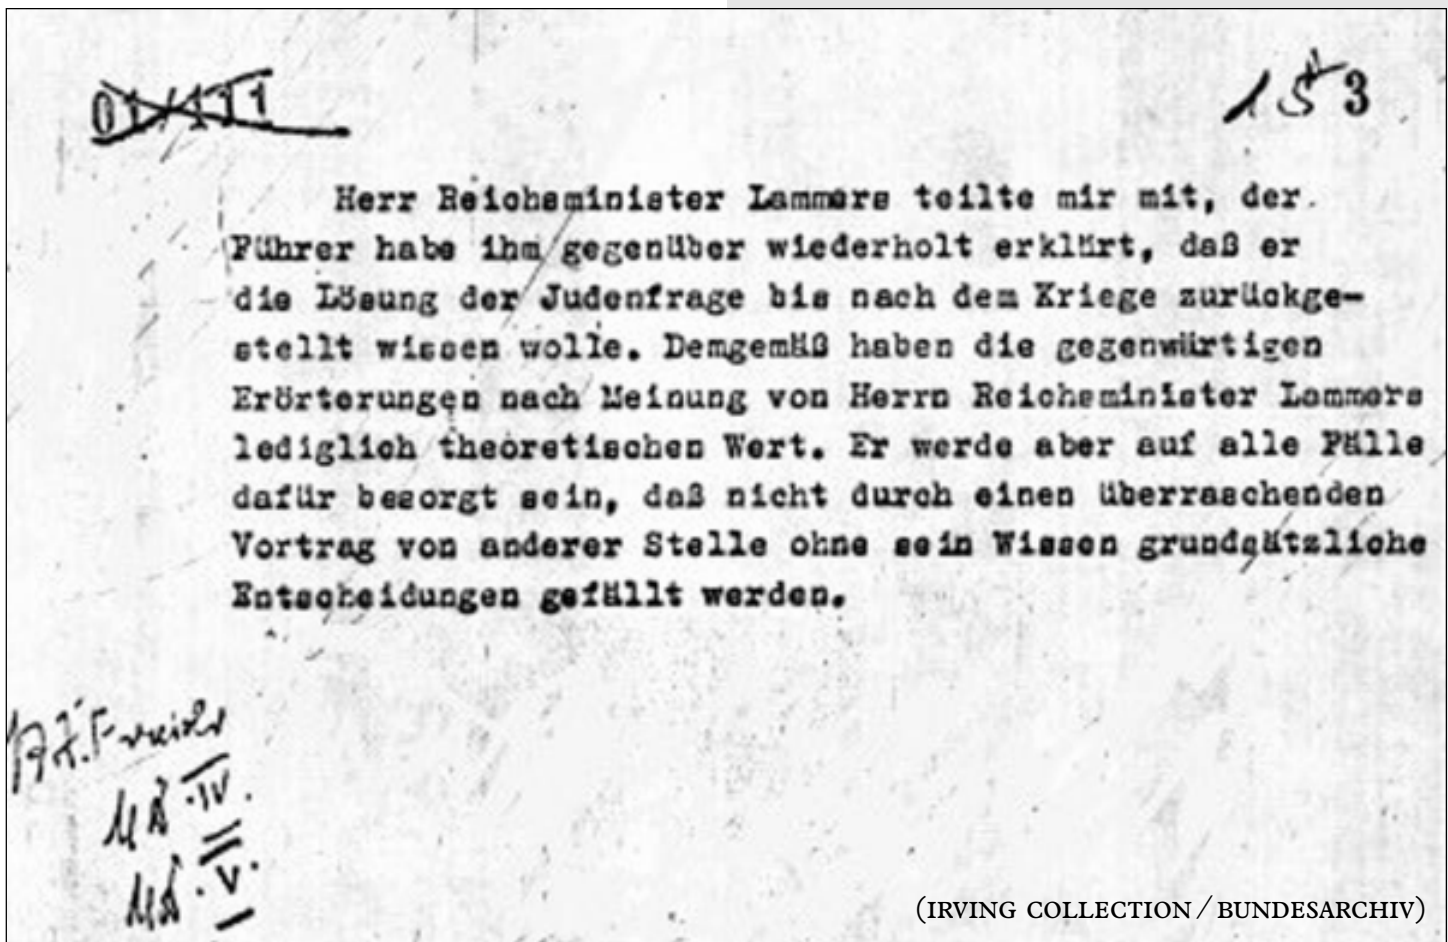 01/111
153
Herr Reichsminister Lammers teilte mir mit, der
Führer habe ihm gegenüber wiederholt erklärt, daß er
die Lösung der Judenfrage bis nach dem Kriege zurückge-
stellt wissen wolle. Demgemäß haben die gegenwärtigen
Erörterungen nach Meinung von Herrn Reichsminister Lammers
lediglich theoretischen Wert. Er werde aber auf alle Fälle
dafür besorgt sein, daß nicht durch einen überraschenden
Vortrag von anderer Stelle ohne sein Wissen grundsätzliche
Entscheidungen gefällt werden.
IV.
V.
(IRVING COLLECTION / BUNDESARCHIV)